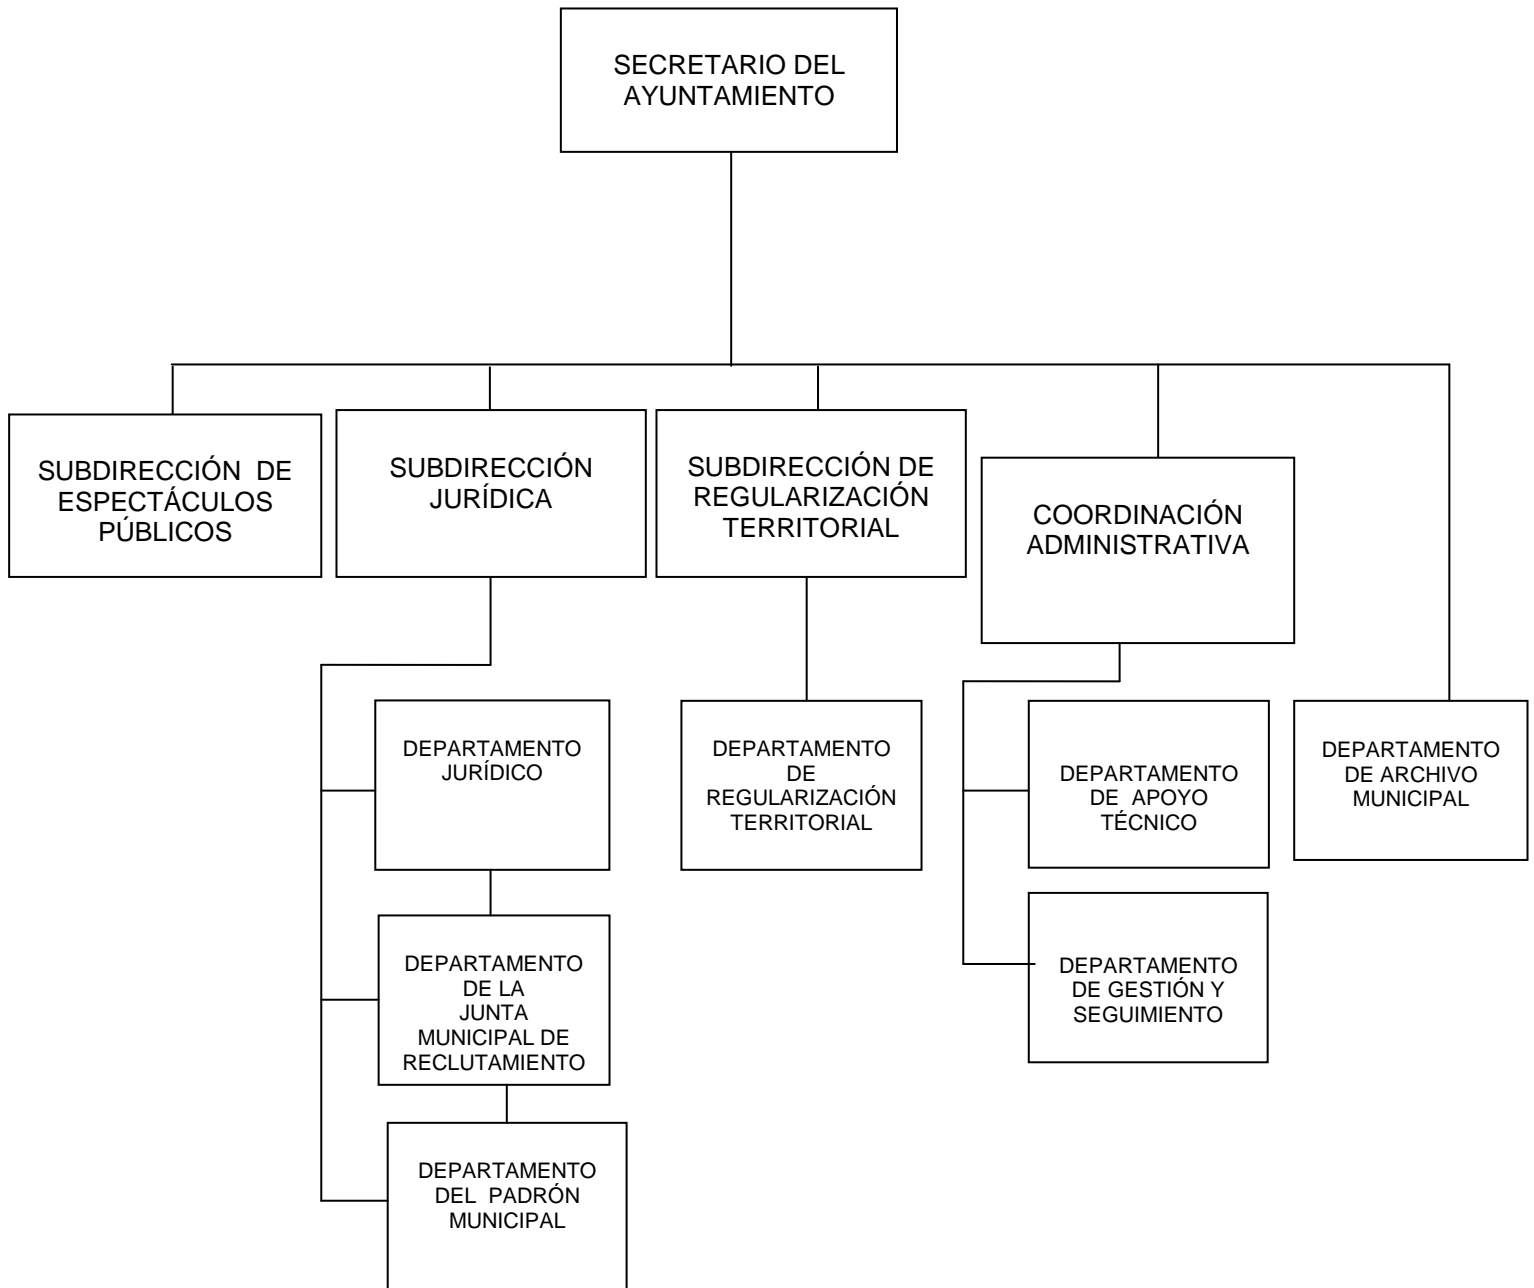 SECRETARIO DEL
AYUNTAMIENTO
SUBDIRECCIÓN DE
ESPECTÁCULOS
PÚBLICOS
SUBDIRECCIÓN
JURÍDICA
SUBDIRECCIÓN DE
REGULARIZACIÓN
TERRITORIAL
COORDINACIÓN
ADMINISTRATIVA
DEPARTAMENTO
JURÍDICO
DEPARTAMENTO
DE
REGULARIZACIÓN
TERRITORIAL
DEPARTAMENTO
DE APOYO
TÉCNICO
DEPARTAMENTO
DE ARCHIVO
MUNICIPAL
DEPARTAMENTO
DE LA
JUNTA
MUNICIPAL DE
RECLUTAMIENTO
DEPARTAMENTO
DE GESTIÓN Y
SEGUIMIENTO
DEPARTAMENTO
DEL PADRÓN
MUNICIPAL